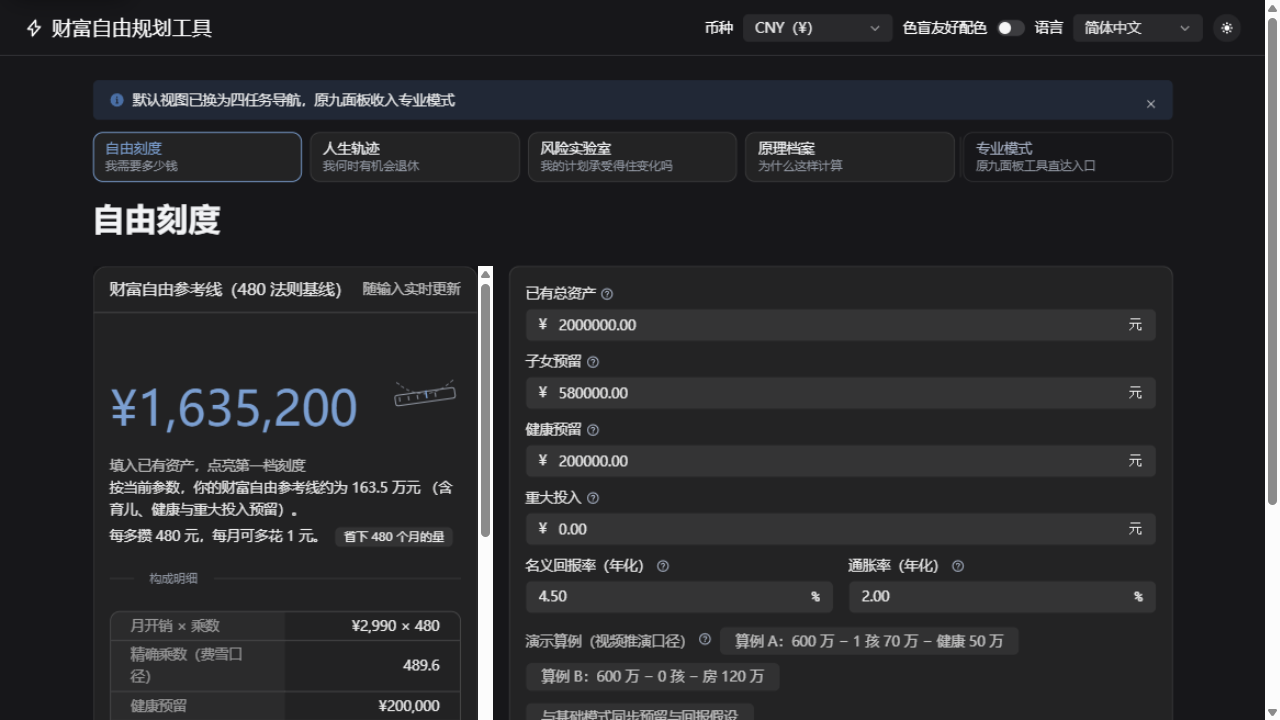 财富自由规划工具
币种
CNY (¥)
色盲友好配色
语言
简体中文
默认视图已换为四任务导航，原九面板收入专业模式
自由刻度
我需要多少钱
人生轨迹
我何时有机会退休
风险实验室
我的计划承受得住变化吗
原理档案
为什么这样计算
专业模式
原九面板工具直达入口
自由刻度
财富自由参考线（480 法则基线）
随输入实时更新
¥1,635,200
填入已有资产，点亮第一档刻度
按当前参数，你的财富自由参考线约为 163.5 万元 （含
育儿、健康与重大投入预留）。
每多攒 480 元，每月可多花 1 元。
省下 480 个月的量
构成明细
月开销 × 乘数
¥2,990 × 480
精确乘数（费雪口
径）
489.6
健康预留
¥200,000
已有总资产
¥ 2000000.00 元
子女预留
¥ 580000.00 元
健康预留
¥ 200000.00 元
重大投入
¥ 0.00 元
名义回报率（年化）
4.50 %
通胀率（年化）
2.00 %
演示算例（视频推演口径）
算例 A：600 万 − 1 孩 70 万 − 健康 50 万
算例 B：600 万 − 0 孩 − 房 120 万
与基础模式同步预留与回报假设